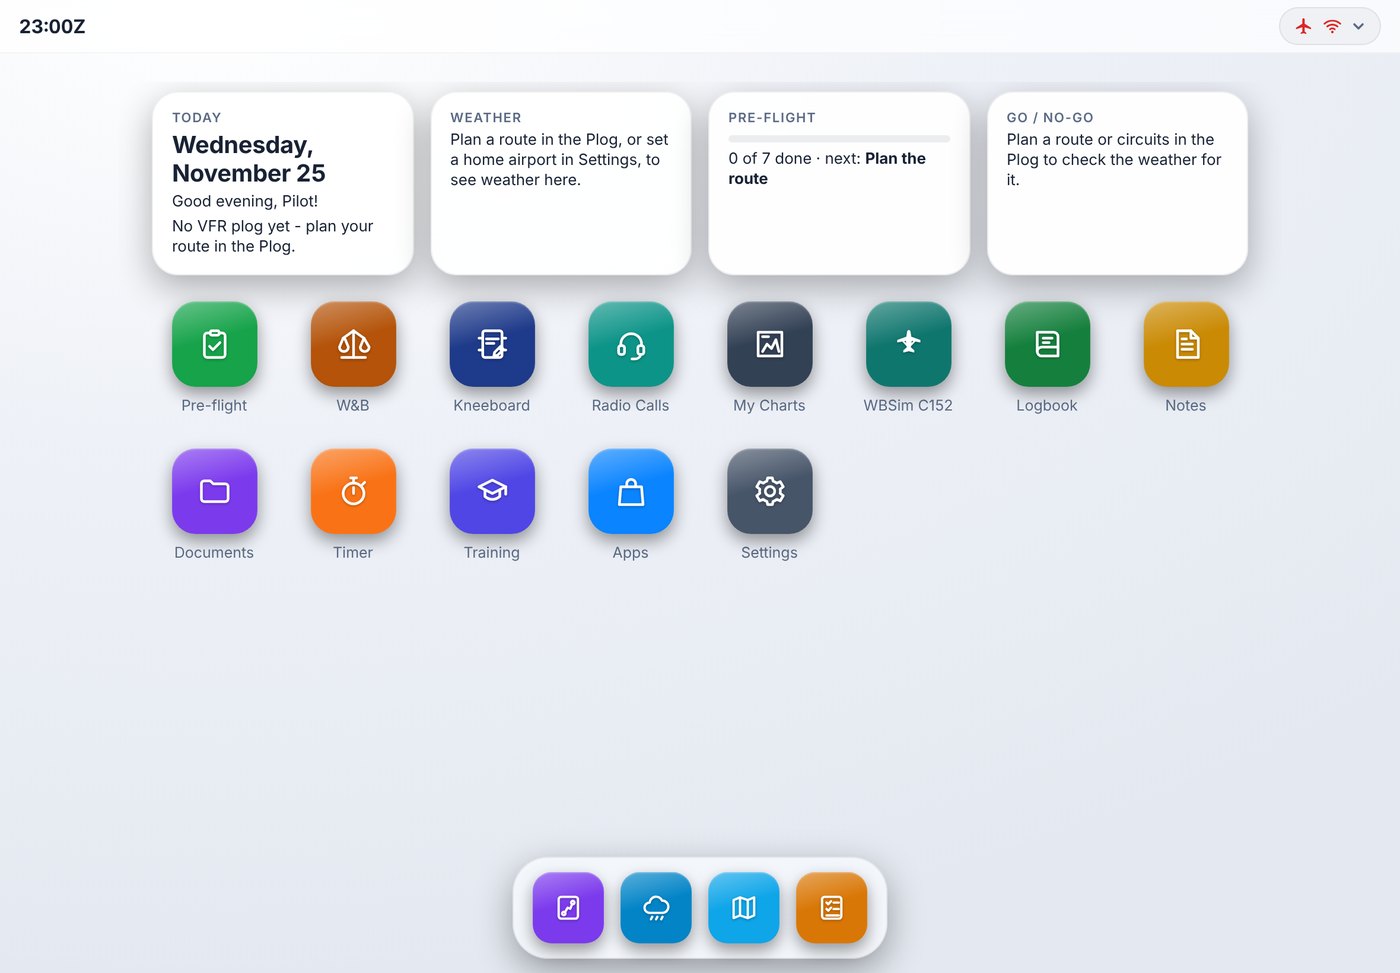 23:00Z
TODAY
Wednesday,
November 25
Good evening, Pilot!
No VFR plog yet - plan your
route in the Plog.
WEATHER
Plan a route in the Plog, or set
a home airport in Settings, to
see weather here.
PRE-FLIGHT
0 of 7 done · next: Plan the
route
GO / NO-GO
Plan a route or circuits in the
Plog to check the weather for
it.
Pre-flight
W&B
Kneeboard
Radio Calls
My Charts
WBSim C152
Logbook
Notes
Documents
Timer
Training
Apps
Settings